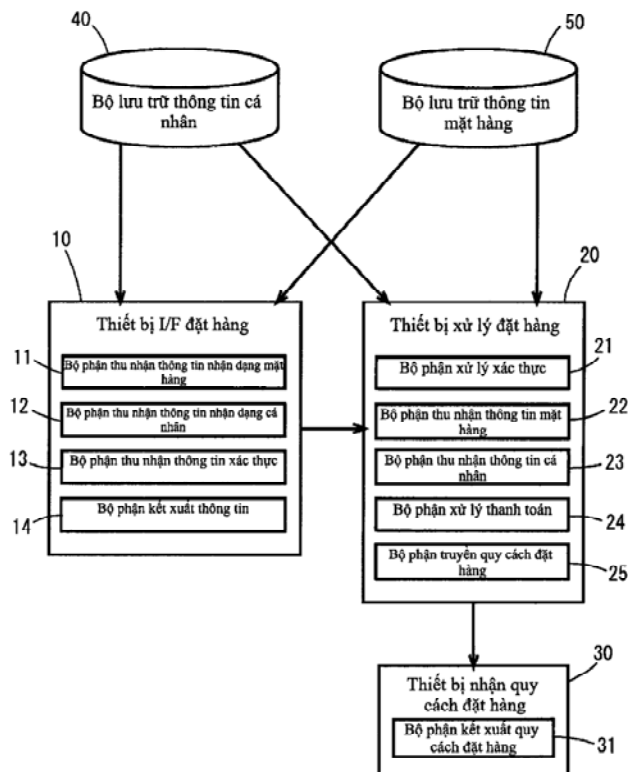 40
50
Bộ lưu trữ thông tin cá
nhân
Bộ lưu trữ thông tin
mặt hàng
10
20
Thiết bị I/F đặt hàng
11
Bộ phận thu nhận thông tin nhận dạng mặt
hàng
12
Bộ phận thu nhận thông tin nhận dạng cá
nhân
13
Bộ phận thu nhận thông tin xác thực
14
Bộ phận kết xuất thông tin
Thiết bị xử lý đặt hàng
Bộ phận xử lý xác thực
21
Bộ phận thu nhận thông tin mặt
hàng
22
Bộ phận thu nhận thông tin cá
nhân
23
Bộ phận xử lý thanh toán
24
Bộ phận truyền quy cách đặt
hàng
25
30
Thiết bị nhận quy
cách đặt hàng
Bộ phận kết xuất quy
cách đặt hàng
31